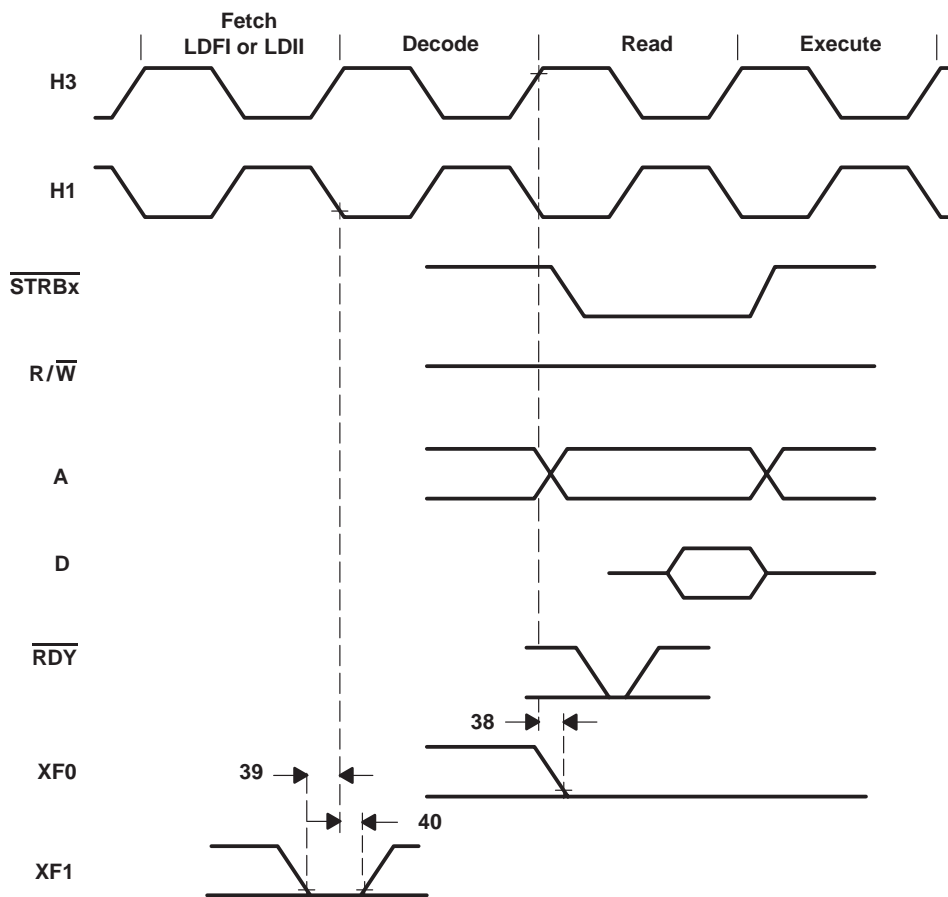 Fetch
LDFI or LDII
Decode
Read
Execute
H3
H1
STRBx
R/W
A
D
RDY
38
XF0
39
40
XF1